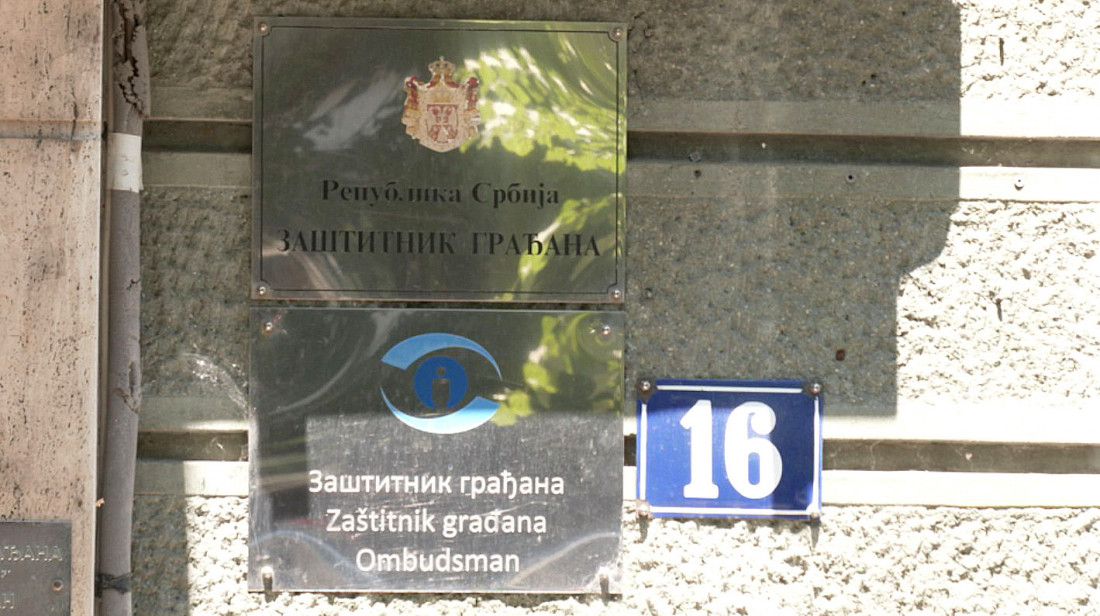 Република Србија
ЗАШТИТНИК ГРАЂАНА
Заштитник грађана
Zaštitnik građana
Ombudsman
16